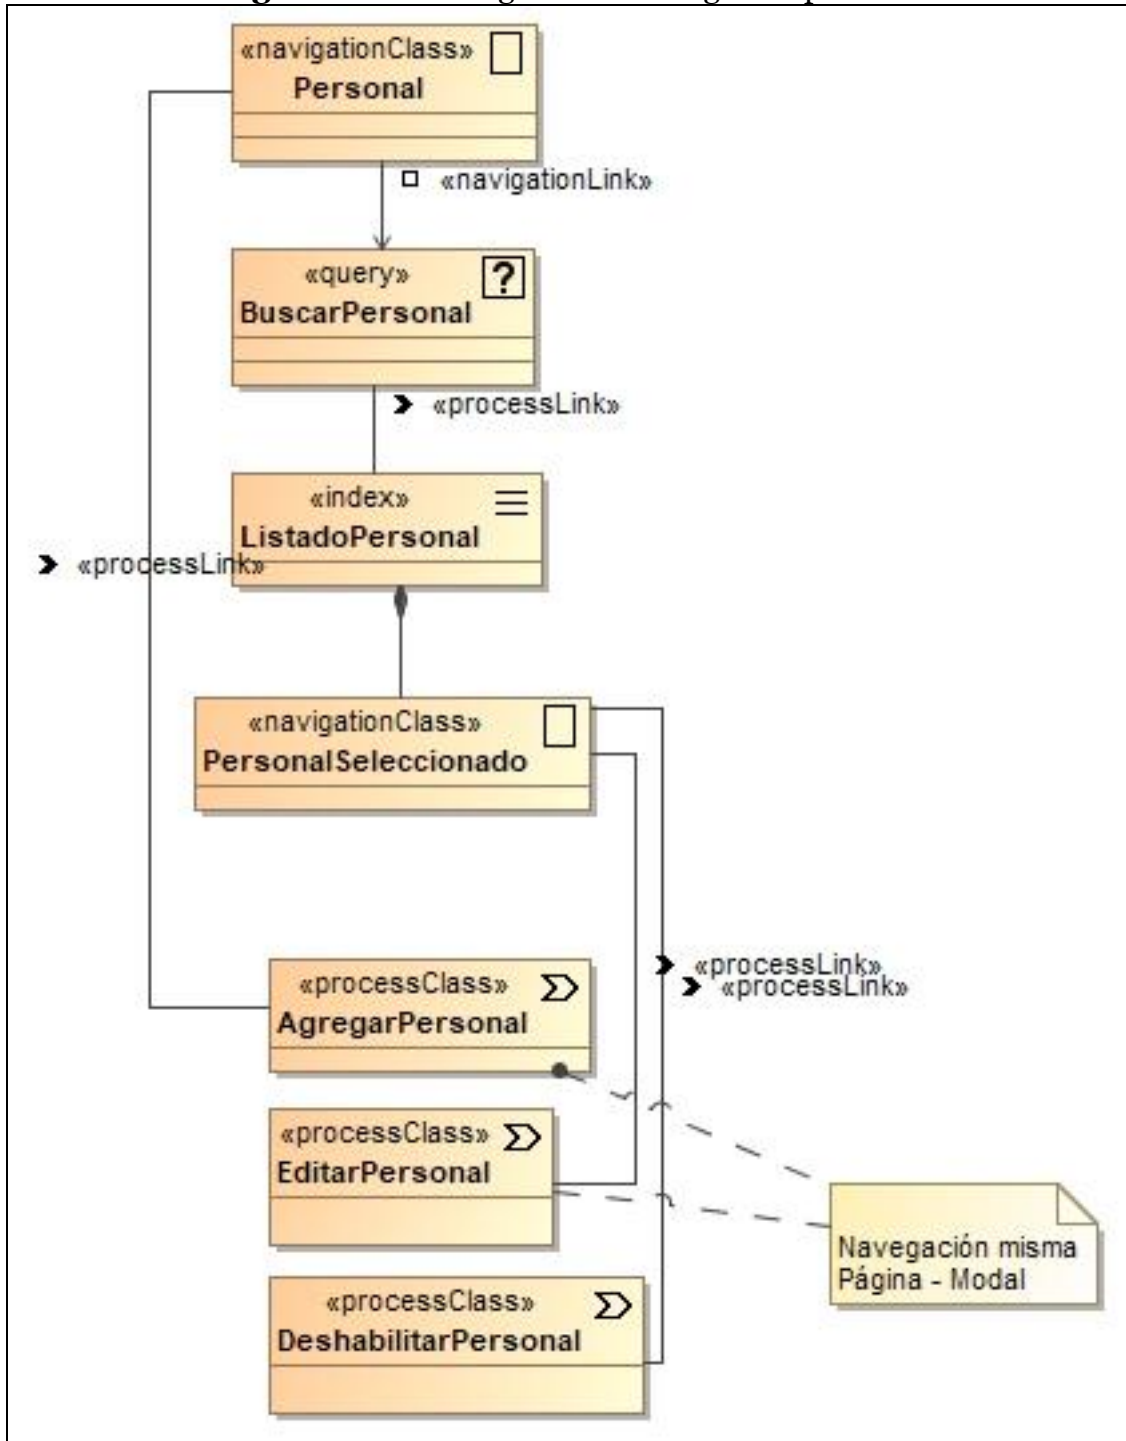 «navigationClass»
Personal
«navigationLink»
«query»
?
BuscarPersonal
«processLink»
«index»
ListadoPersonal
«processLink»
«navigationClass»
PersonalSeleccionado
«processLink»
«processLink»
«processClass»
AgregarPersonal
«processClass»
EditarPersonal
Navegación misma
Página - Modal
«processClass»
DeshabilitarPersonal